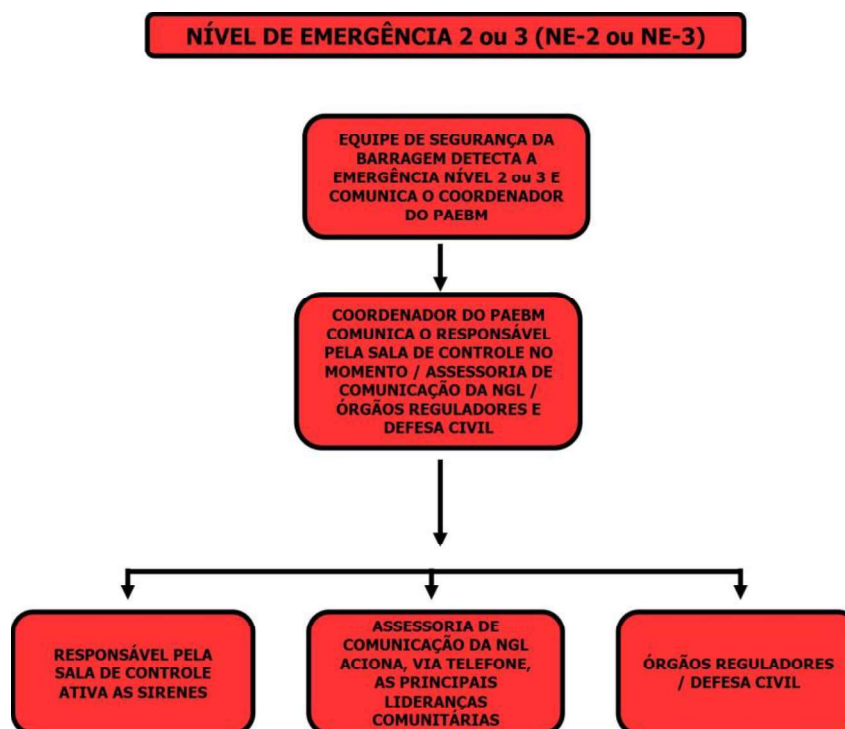 NÍVEL DE EMERGÊNCIA 2 ou 3 (NE-2 ou NE-3)
EQUIPE DE SEGURANÇA DA
BARRAGEM DETECTA A
EMERGÊNCIA NÍVEL 2 ou 3 E
COMUNICA O COORDENADOR
DO PAEBM
COORDENADOR DO PAEBM
COMUNICA O RESPONSÁVEL
PELA SALA DE CONTROLE NO
MOMENTO / ASSESSORIA DE
COMUNICAÇÃO DA NGL /
ÓRGÃOS REGULADORES E
DEFESA CIVIL
RESPONSÁVEL PELA
SALA DE CONTROLE
ATIVA AS SIRENES
ASSESSORIA DE
COMUNICAÇÃO DA NGL
ACIONA, VIA TELEFONE,
AS PRINCIPAIS
LIDERANÇAS
COMUNITÁRIAS
ÓRGÃOS REGULADORES
/ DEFESA CIVIL